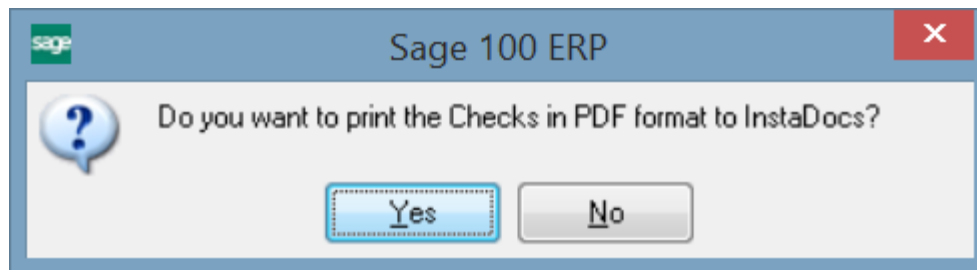 sage
Sage 100 ERP
Do you want to print the Checks in PDF format to InstaDocs?
Yes
No